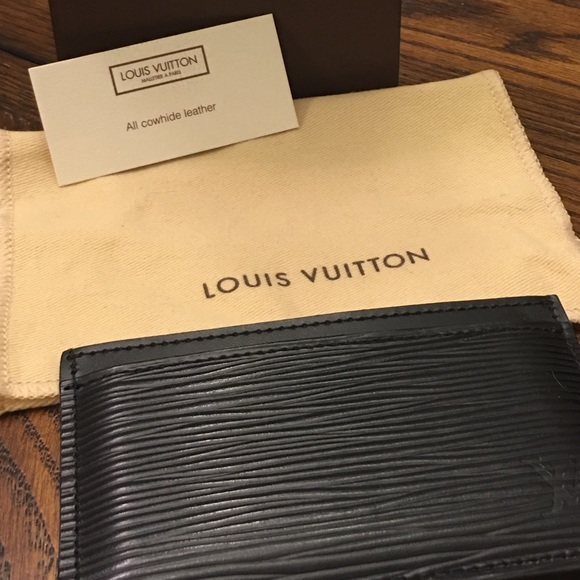 LOUIS VUITTON
MALLETIER A PARIS
All cowhide leather
LOUIS VUITTON